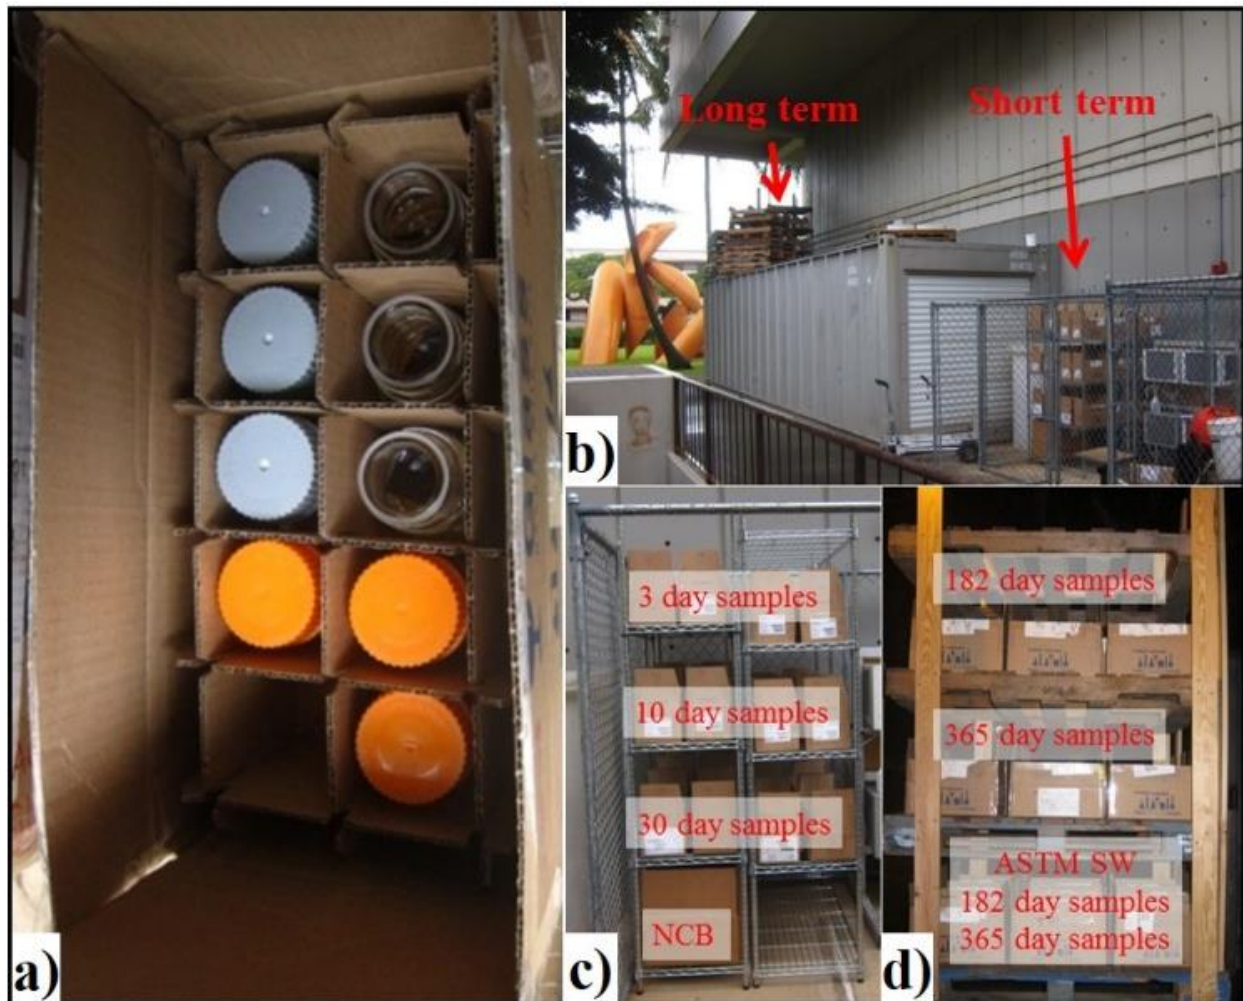 a)
Long term
Short term
b)
3 day samples
10 day samples
30 day samples
NCB
c)
182 day samples
365 day samples
ASTM SW
182 day samples
365 day samples
d)